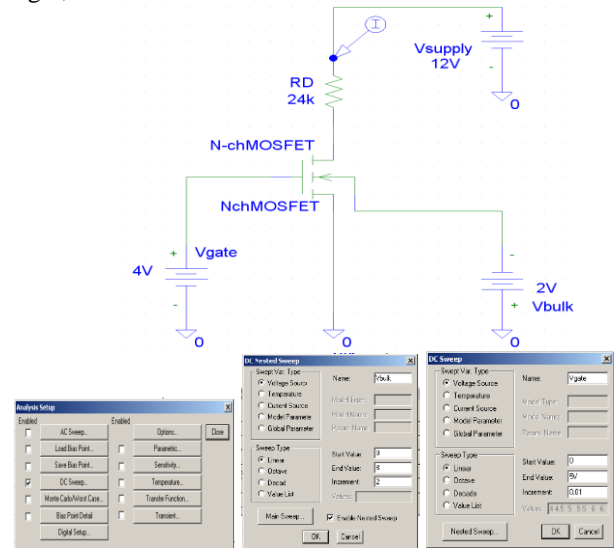 I
Vsupply
12V
RD
24k
0
N-chMOSFET
NchMOSFET
Vgate
4V
2V
Vbulk
0
0
0
Analysis Setup
Enabled
Enabled
AC Sweep...
Options...
Close
Load Bias Point...
Parametric...
Save Bias Point...
Sensitivity...
DC Sweep...
Temperature...
Monte Carlo/Worst Case...
Transfer Function...
Bias Point Detail
Transient...
Digital Setup...
DC Nested Sweep
Swept Var. Type
Voltage Source
Temperature
Current Source
Model Parameter
Global Parameter
Name:
Vbulk
Model Type:
Model Name:
Param. Name:
Sweep Type
Linear
Octave
Decad
Value List
Start Value:
0
End Value:
8
Increment:
2
Values:
Main Sweep...
Enable Nested Sweep
OK
Cancel
DC Sweep
Swept Var. Type
Voltage Source
Temperature
Current Source
Model Parameter
Global Parameter
Name:
Vgate
Model Type:
Model Name:
Param. Name:
Sweep Type
Linear
Octave
Decade
Value List
Start Value:
0
End Value:
5V
Increment:
0.01
Values:
Nested Sweep...
OK
Cancel